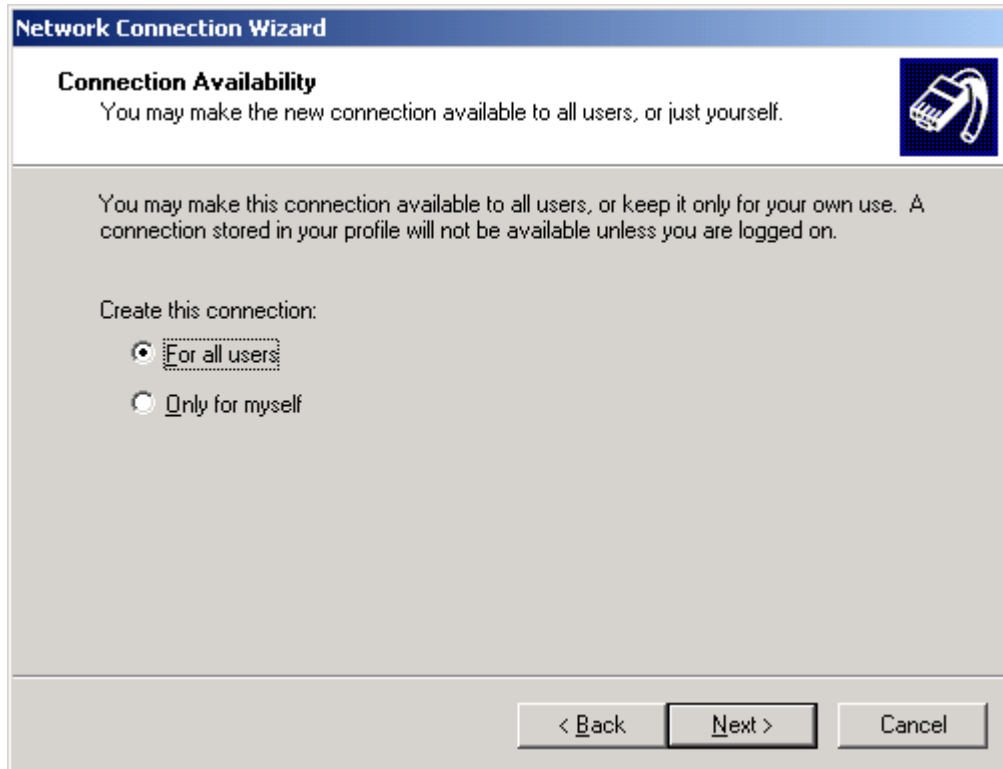 Network Connection Wizard
Connection Availability
You may make the new connection available to all users, or just yourself.
You may make this connection available to all users, or keep it only for your own use.  A
connection stored in your profile will not be available unless you are logged on.
Create this connection:
For all users
Only for myself
< Back
Next >
Cancel